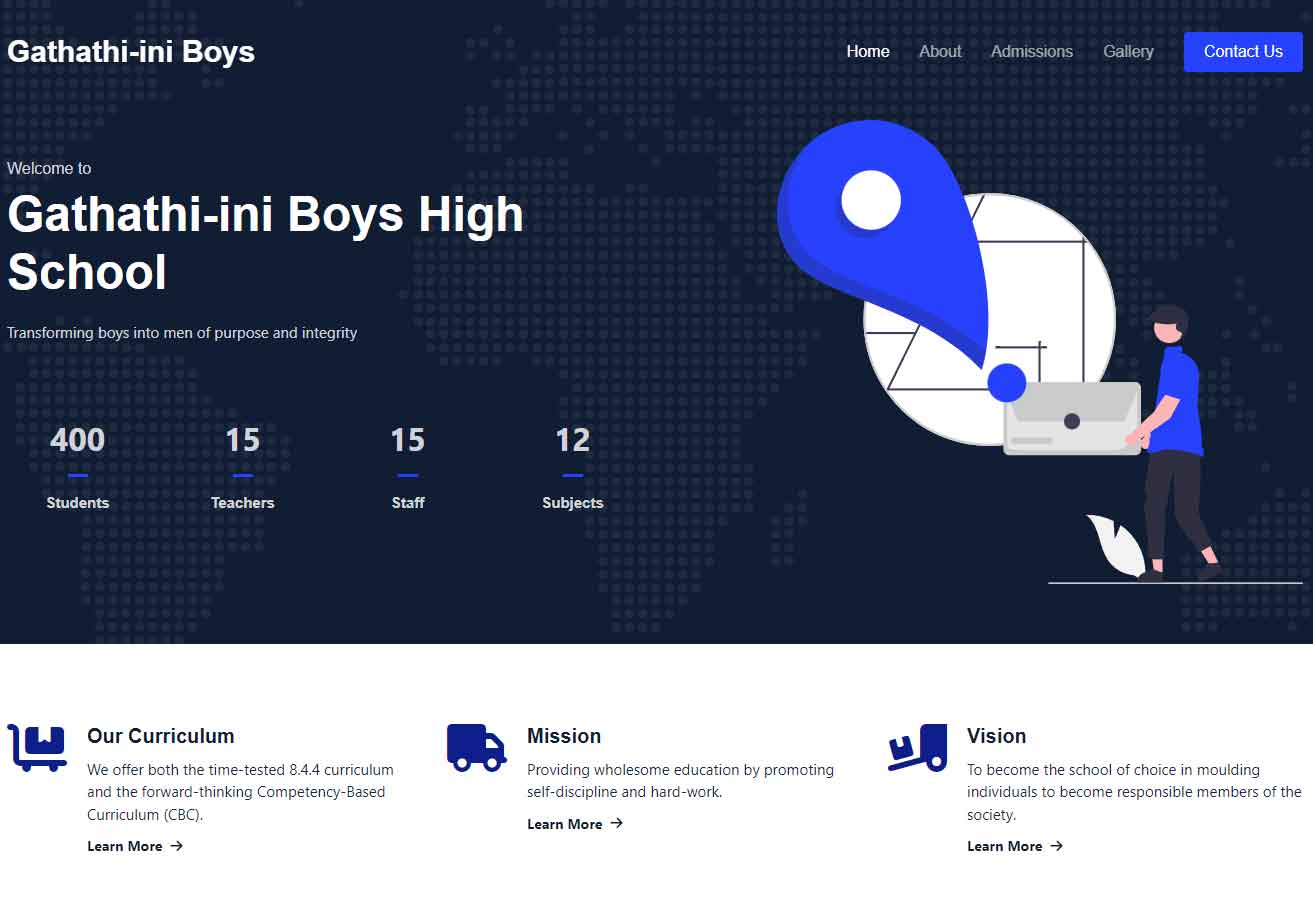 Gathathi-ini Boys
Home About Admissions Gallery Contact Us
Welcome to
Gathathi-ini Boys High
School
Transforming boys into men of purpose and integrity
400 15 15 12
Students Teachers Staff Subjects
Our Curriculum
We offer both the time-tested 8.4.4 curriculum
and the forward-thinking Competency-Based
Curriculum (CBC).
Learn More
Mission
Providing wholesome education by promoting
self-discipline and hard-work.
Learn More
Vision
To become the school of choice in moulding
individuals to become responsible members of the
society.
Learn More